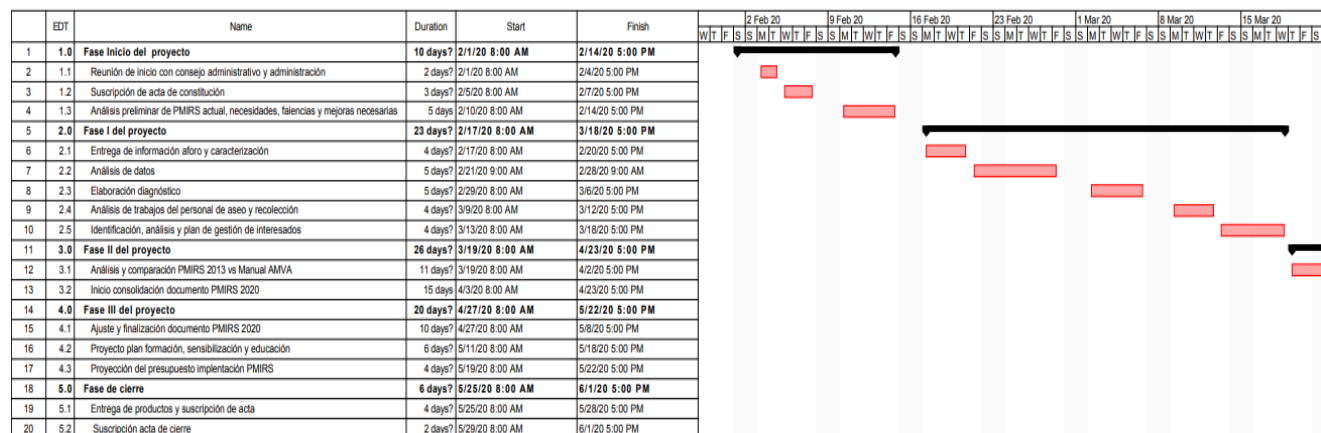 EDT Name Duration Start Finish
2 Feb 20 9 Feb 20 16 Feb 20 23 Feb 20 1 Mar 20 8 Mar 20 15 Mar 20
W T F S S M T W T F S S M T W T F S S M T W T F S S M T W T F S S M T W T F S S M T W T F S S M T W T F S
1 1.0 Fase Inicio del proyecto 10 days? 2/1/20 8:00 AM 2/14/20 5:00 PM
2 1.1 Reunión de inicio con consejo administrativo y administración 2 days? 2/1/20 8:00 AM 2/4/20 5:00 PM
3 1.2 Suscripción de acta de constitución 3 days? 2/5/20 8:00 AM 2/7/20 5:00 PM
4 1.3 Análisis preliminar de PMIRS actual, necesidades, falencias y mejoras necesarias 5 days 2/10/20 8:00 AM 2/14/20 5:00 PM
5 2.0 Fase I del proyecto 23 days? 2/17/20 8:00 AM 3/18/20 5:00 PM
6 2.1 Entrega de información aforo y caracterización 4 days? 2/17/20 8:00 AM 2/20/20 5:00 PM
7 2.2 Análisis de datos 5 days? 2/21/20 9:00 AM 2/28/20 9:00 AM
8 2.3 Elaboración diagnóstico 5 days? 2/29/20 8:00 AM 3/6/20 5:00 PM
9 2.4 Análisis de trabajos del personal de aseo y recolección 4 days? 3/9/20 8:00 AM 3/12/20 5:00 PM
10 2.5 Identificación, análisis y plan de gestión de interesados 4 days? 3/13/20 8:00 AM 3/18/20 5:00 PM
11 3.0 Fase II del proyecto 26 days? 3/19/20 8:00 AM 4/23/20 5:00 PM
12 3.1 Análisis y comparación PMIRS 2013 vs Manual AMVA 11 days? 3/19/20 8:00 AM 4/2/20 5:00 PM
13 3.2 Inicio consolidación documento PMIRS 2020 15 days 4/3/20 8:00 AM 4/23/20 5:00 PM
14 4.0 Fase III del proyecto 20 days? 4/27/20 8:00 AM 5/22/20 5:00 PM
15 4.1 Ajuste y finalización documento PMIRS 2020 10 days? 4/27/20 8:00 AM 5/8/20 5:00 PM
16 4.2 Proyecto plan formación, sensibilización y educación 6 days? 5/11/20 8:00 AM 5/18/20 5:00 PM
17 4.3 Proyección del presupuesto implentación PMIRS 4 days? 5/19/20 8:00 AM 5/22/20 5:00 PM
18 5.0 Fase de cierre 6 days? 5/25/20 8:00 AM 6/1/20 5:00 PM
19 5.1 Entrega de productos y suscripción de acta 4 days? 5/25/20 8:00 AM 5/28/20 5:00 PM
20 5.2 Suscripción acta de cierre 2 days? 5/29/20 8:00 AM 6/1/20 5:00 PM